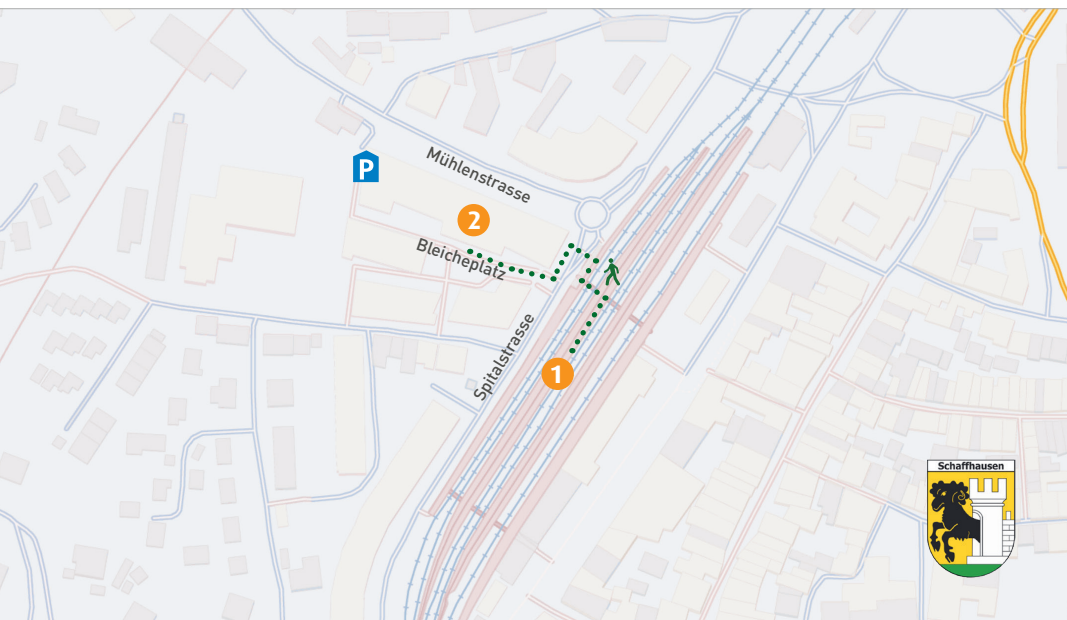 P
Mühlenstrasse
2
Bleicheplatz
Spitalstrasse
1
Schaffhausen